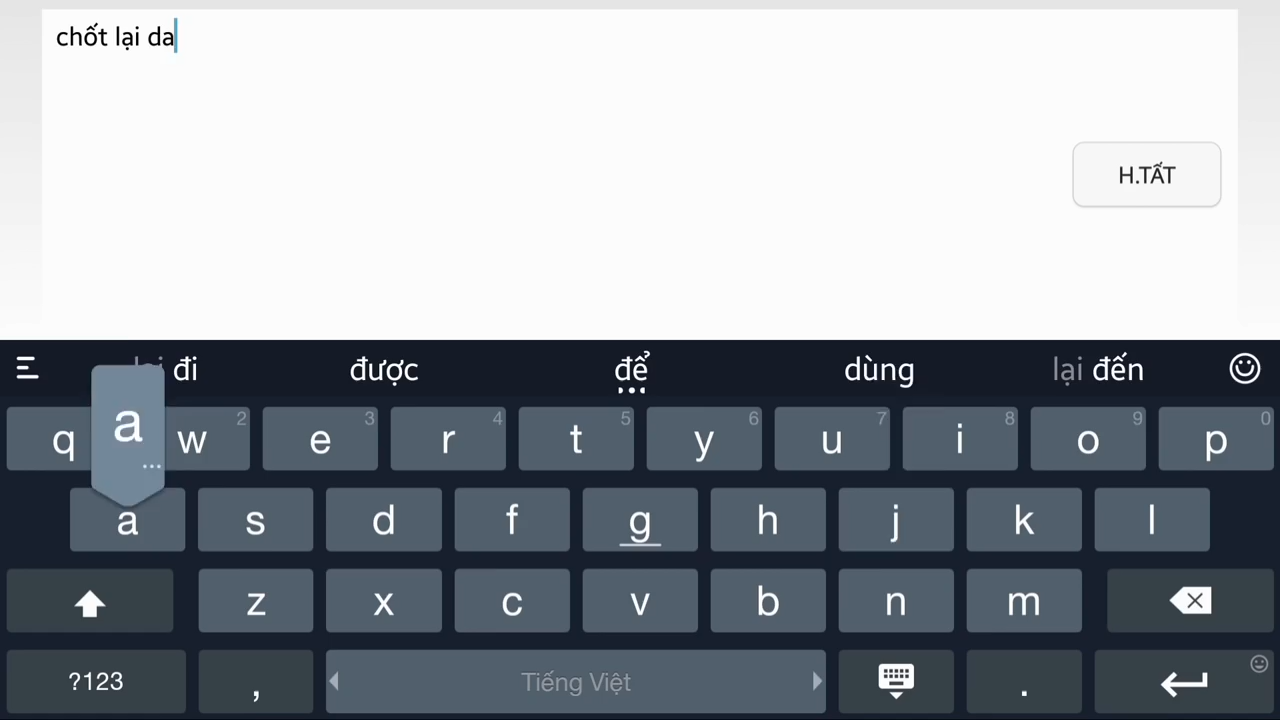 chốt lại da
H.TẤT
đi được để dùng lại đến
a
q w 2 e 3 r 4 t 5 y 6 u 7 i 8 o 9 p 0
a s d f g h j k l
z x c v b n m
?123 , Tiếng Việt .